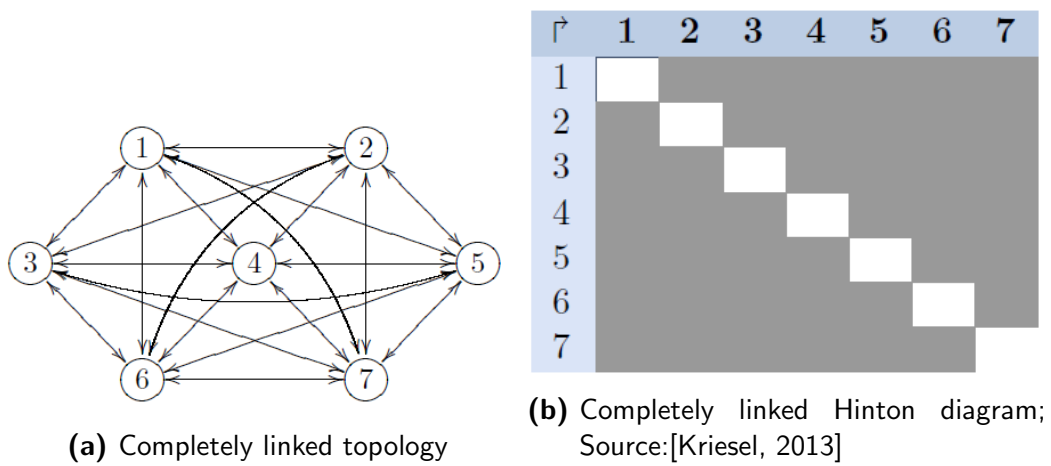 1 2
3 4 5
6 7
(a) Completely linked topology
↱ 1 2 3 4 5 6 7
1
2
3
4
5
6
7
(b) Completely linked Hinton diagram;
Source:[Kriesel, 2013]